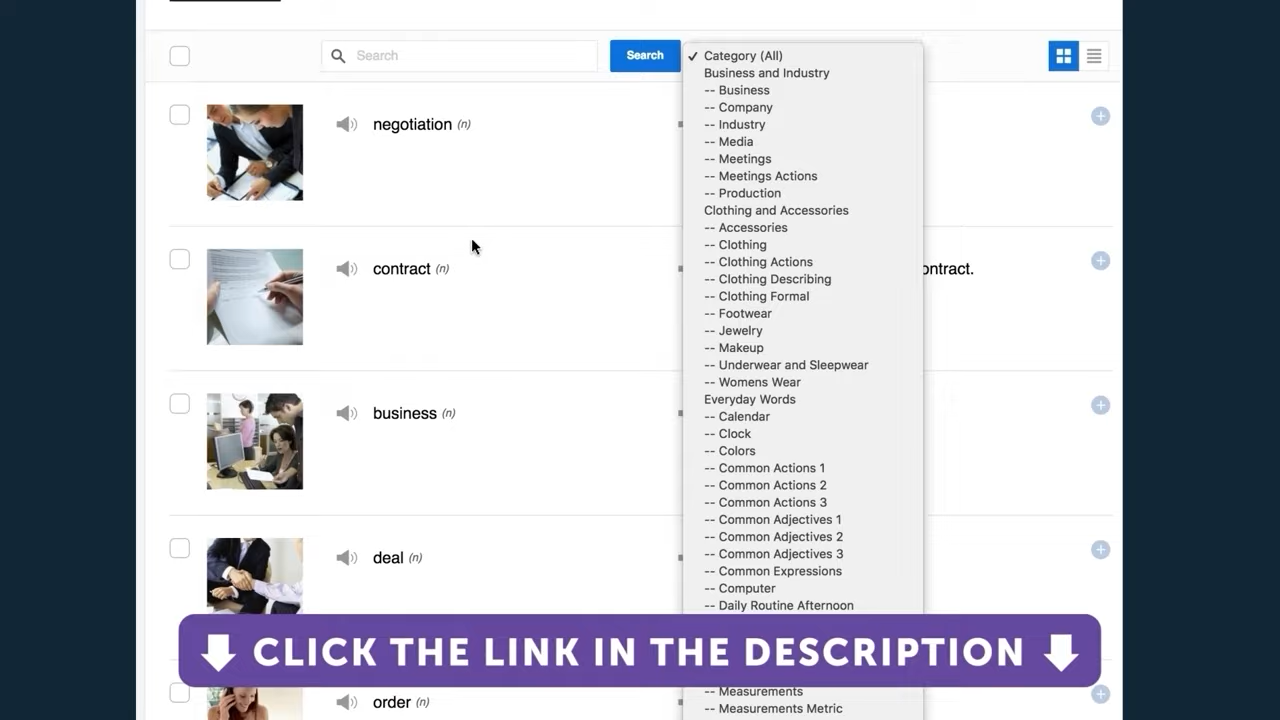 Search
Search
✓ Category (All)
Business and Industry
-- Business
-- Company
-- Industry
-- Media
-- Meetings
-- Meetings Actions
-- Production
Clothing and Accessories
-- Accessories
-- Clothing
-- Clothing Actions
-- Clothing Describing
-- Clothing Formal
-- Footwear
-- Jewelry
-- Makeup
-- Underwear and Sleepwear
-- Womens Wear
Everyday Words
-- Calendar
-- Clock
-- Colors
-- Common Actions 1
-- Common Actions 2
-- Common Actions 3
-- Common Adjectives 1
-- Common Adjectives 2
-- Common Adjectives 3
-- Common Expressions
-- Computer
-- Daily Routine Afternoon
-- Measurements
-- Measurements Metric
negotiation (n)
contract (n)
ontract.
business (n)
deal (n)
order (n)
CLICK THE LINK IN THE DESCRIPTION